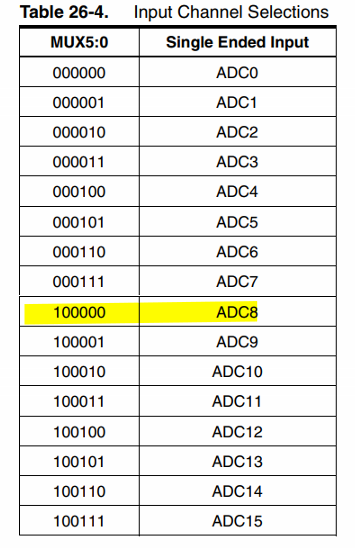 Table 26-4. Input Channel Selections
MUX5:0 Single Ended Input
000000 ADC0
000001 ADC1
000010 ADC2
000011 ADC3
000100 ADC4
000101 ADC5
000110 ADC6
000111 ADC7
100000 ADC8
100001 ADC9
100010 ADC10
100011 ADC11
100100 ADC12
100101 ADC13
100110 ADC14
100111 ADC15